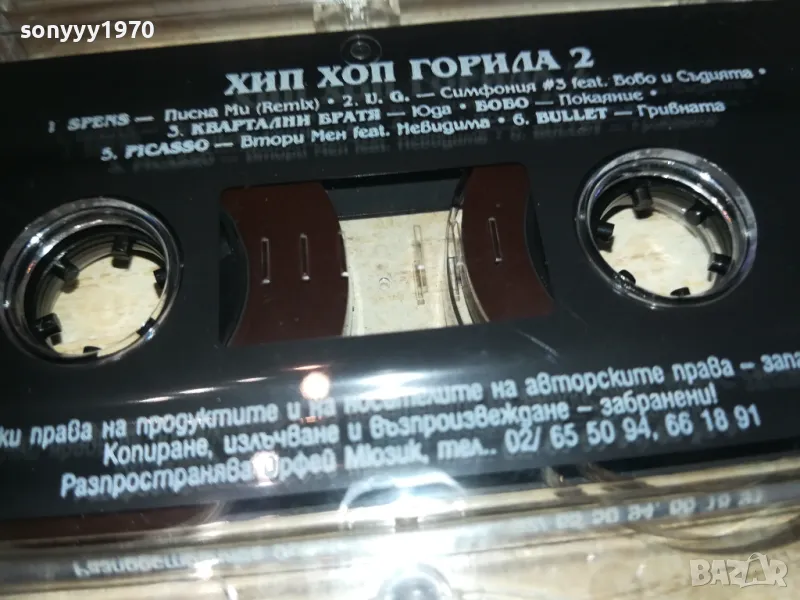 sonyyy1970
ХИП ХОП ГОРИЛА 2
1 SPENS — Писна Ми (Remix) • 2. U. G. — Симфония #3 feat. Бобо и Съдията •
3. КВАРТАЛНИ БРАТЯ — Юда • BOBO — Покаяние •
5. PICASSO — Втори Мен feat. Невидима • 6. BULLET — Гривната
ки права на продуктите и на носителите на авторските права – запа
Копиране, излъчване и възпроизвеждане – забранени!
Разпространява Орфей Мюзик, тел.. 02/ 65 50 94, 66 18 91
BAZAR